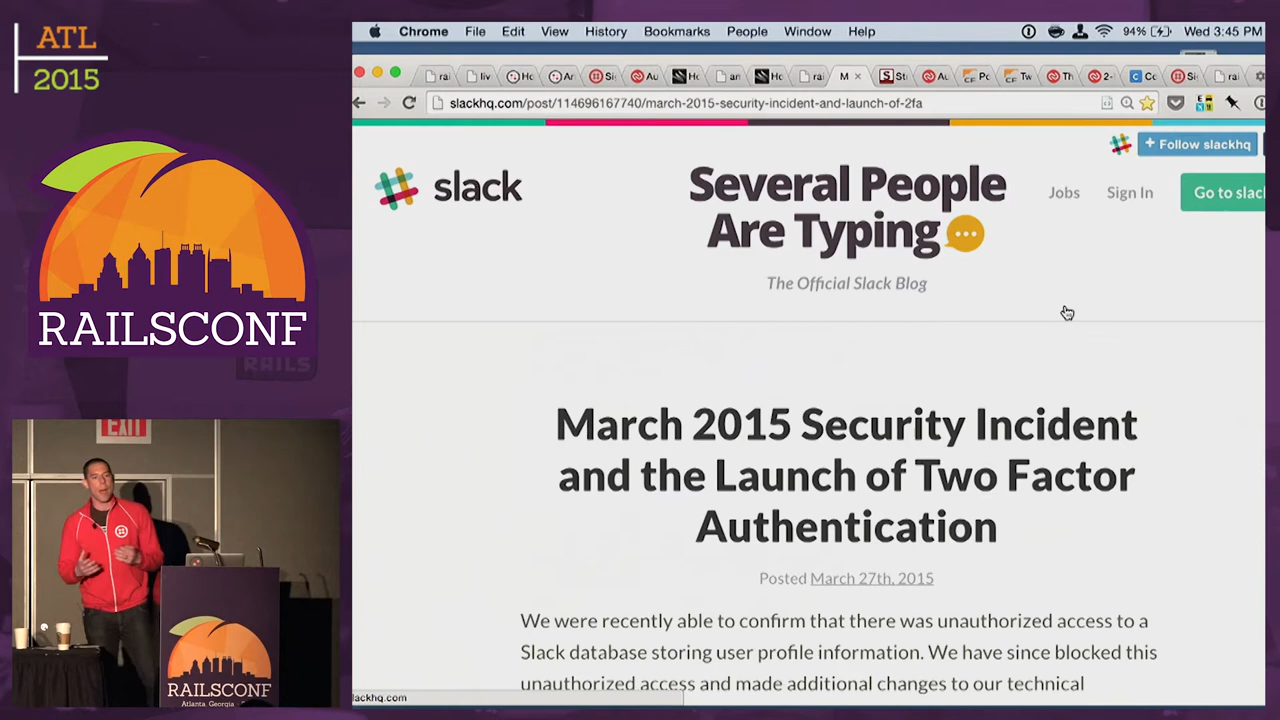 ATL
2015
RAILSCONF
RAILS
EXIT
RAILSCONF
Atlanta Georgia
Chrome File Edit View History Bookmarks People Window Help 94% Wed 3:45 PM
slackhq.com/post/114696167740/march-2015-security-incident-and-launch-of-2fa
+ Follow slackhq
slack
Several People
Are Typing
Jobs Sign In Go to slac
The Official Slack Blog
March 2015 Security Incident
and the Launch of Two Factor
Authentication
Posted March 27th, 2015
We were recently able to confirm that there was unauthorized access to a
Slack database storing user profile information. We have since blocked this
unauthorized access and made additional changes to our technical
lackhq.com